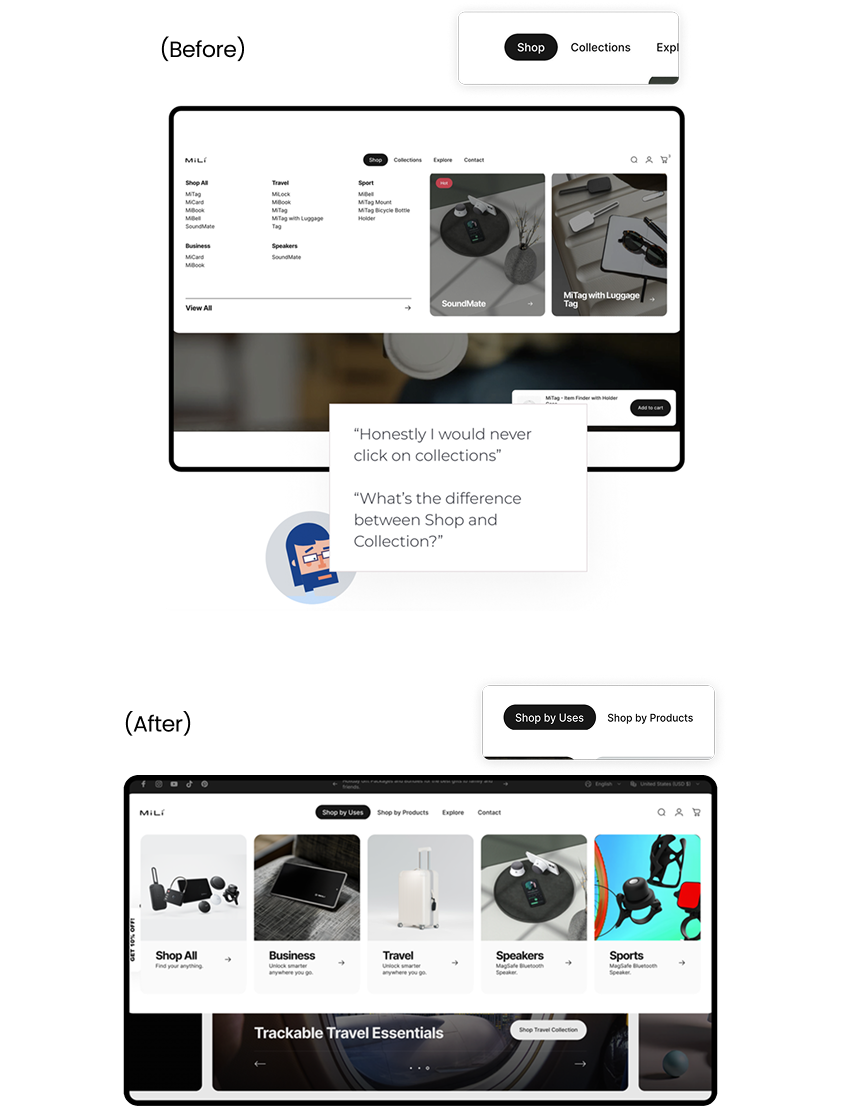 (Before)
Shop Collections Expl
MiLi
Shop Collections Explore Contact
Shop All
MiTag
MiCard
MiBook
MiBell
SoundMate
Travel
MiLock
MiBook
MiTag
MiTag with Luggage
Tag
Sport
MiBell
MiTag Mount
MiTag Bicycle Bottle
Holder
Business
MiCard
MiBook
Speakers
SoundMate
View All
Hot
SoundMate
MiTag with Luggage
Tag
MiTag - Item Finder with Holder
Add to cart
“Honestly I would never
click on collections”
“What’s the difference
between Shop and
Collection?”
(After)
Shop by Uses Shop by Products
friends.
English United States (USD $)
MiLi
Shop by Uses Shop by Products Explore Contact
GET 10% OFF!
Shop All
Find your anything.
Business
Unlock smarter
anywhere you go.
Travel
Unlock smarter
anywhere you go.
Speakers
MagSafe Bluetooth
Speaker.
Sports
MagSafe Bluetooth
Speaker.
Trackable Travel Essentials
Shop Travel Collection